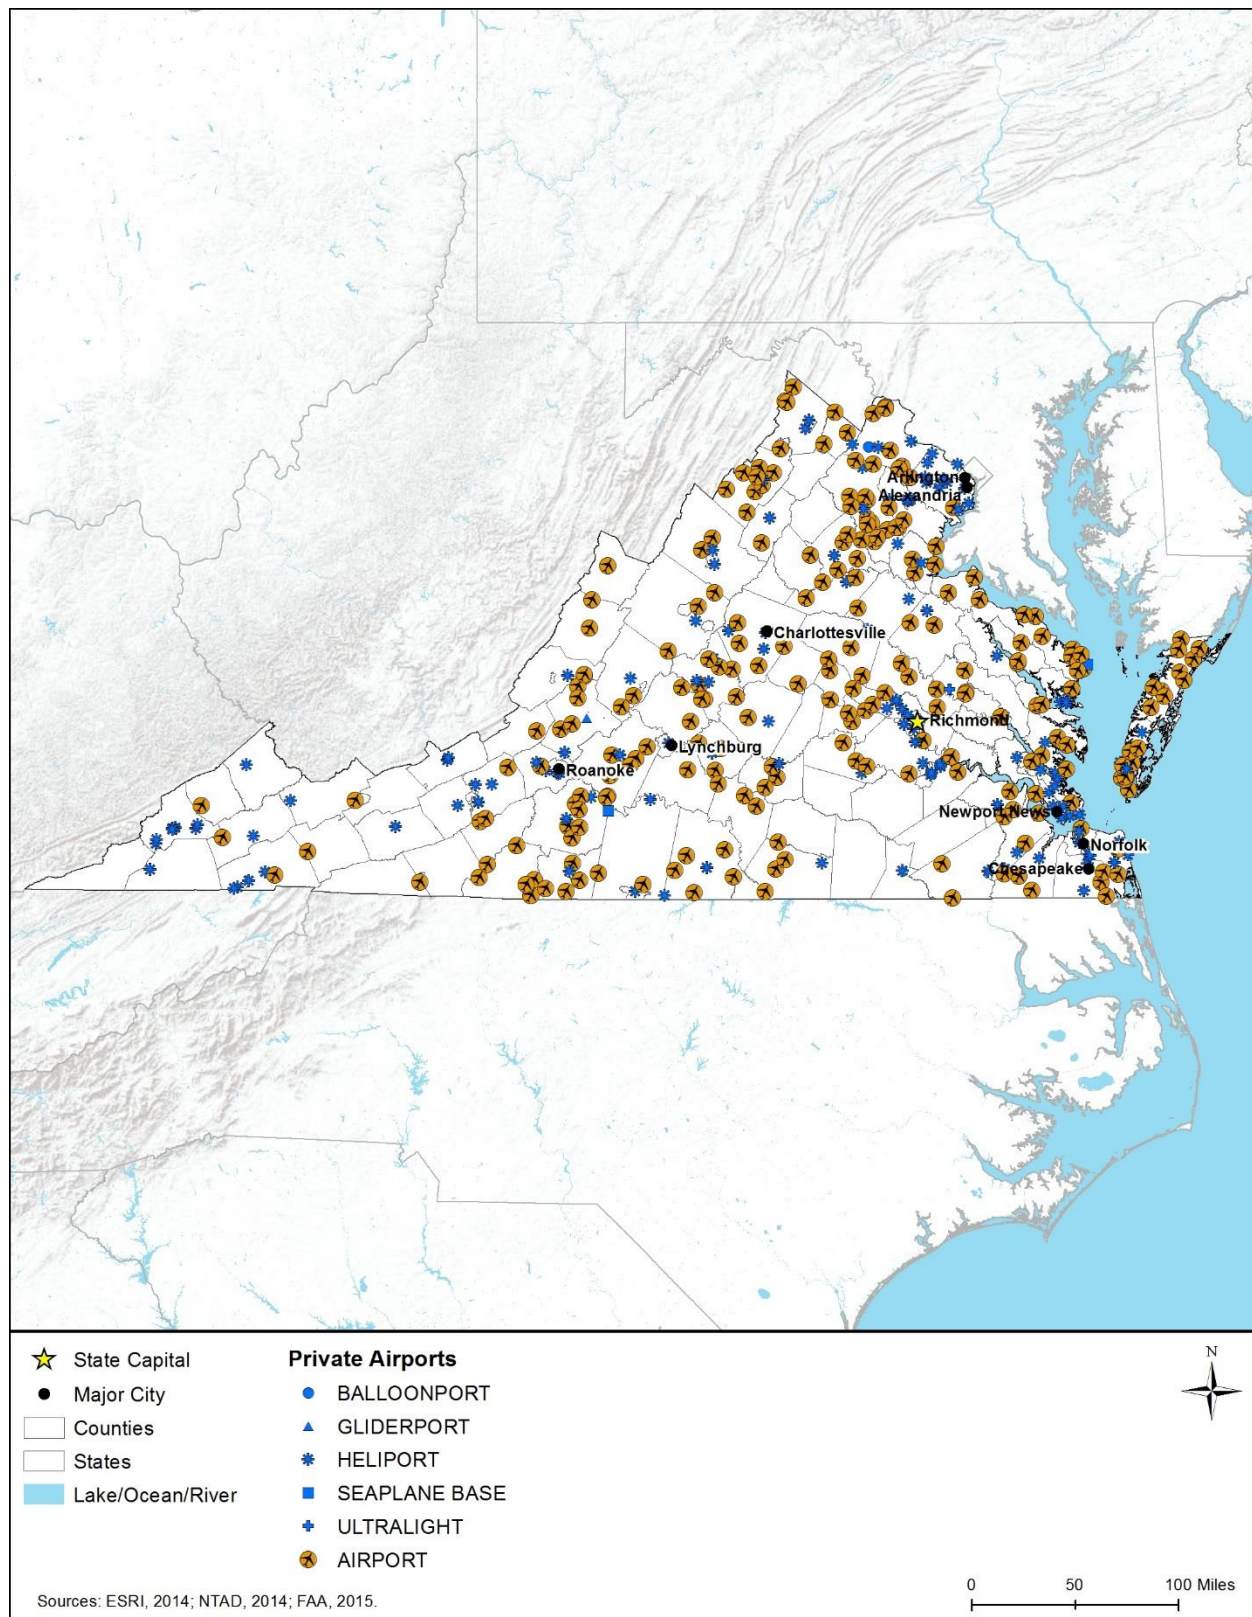 Arlington
Alexandria
Charlottesville
Richmond
Lynchburg
Roanoke
Newport News
Norfolk
Chesapeake
State Capital
Major City
Counties
States
Lake/Ocean/River
Private Airports
BALLOONPORT
GLIDERPORT
HELIPORT
SEAPLANE BASE
ULTRALIGHT
AIRPORT
N
Sources: ESRI, 2014; NTAD, 2014; FAA, 2015.
0 50 100 Miles